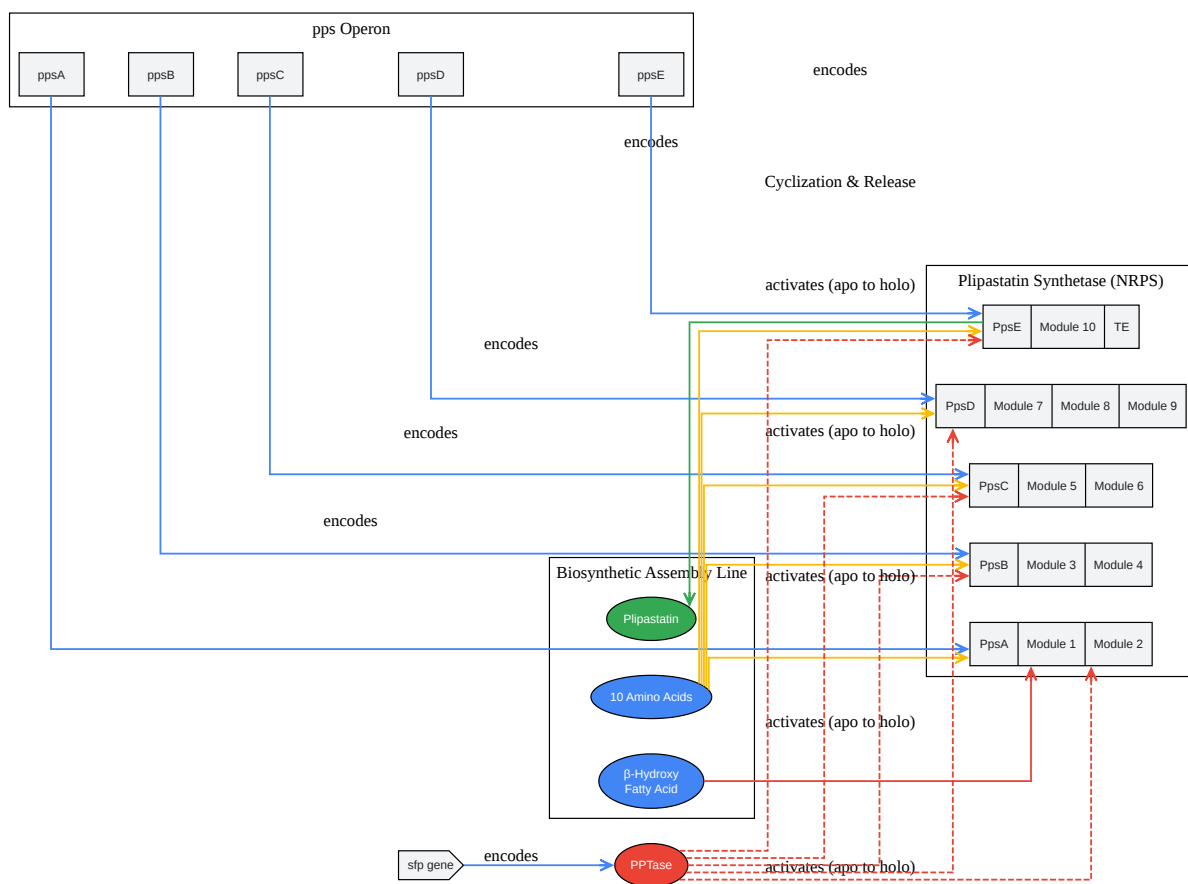 pps Operon
ppsA
ppsB
ppsC
ppsD
ppsE
encodes
encodes
Cyclization & Release
Plipastatin Synthetase (NRPS)
activates (apo to holo)
PpsE
Module 10
TE
encodes
PpsD
Module 7
Module 8
Module 9
encodes
activates (apo to holo)
PpsC
Module 5
Module 6
encodes
Biosynthetic Assembly Line
activates (apo to holo)
PpsB
Module 3
Module 4
Plipastatin
PpsA
Module 1
Module 2
10 Amino Acids
activates (apo to holo)
β-Hydroxy
Fatty Acid
sfp gene
encodes
PPTase
activates (apo to holo)